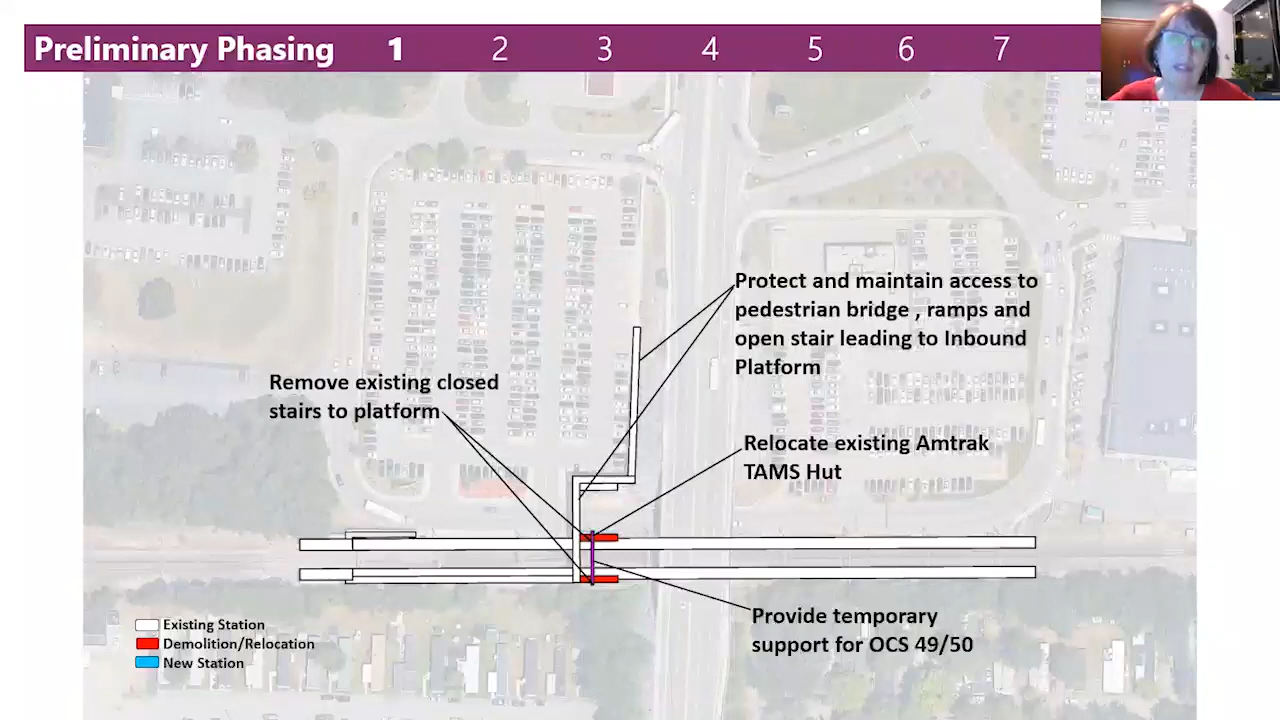 Preliminary Phasing 1 2 3 4 5 6 7
Protect and maintain access to
pedestrian bridge , ramps and
open stair leading to Inbound
Platform
Remove existing closed
stairs to platform
Relocate existing Amtrak
TAMS Hut
Provide temporary
support for OCS 49/50
Existing Station
Demolition/Relocation
New Station